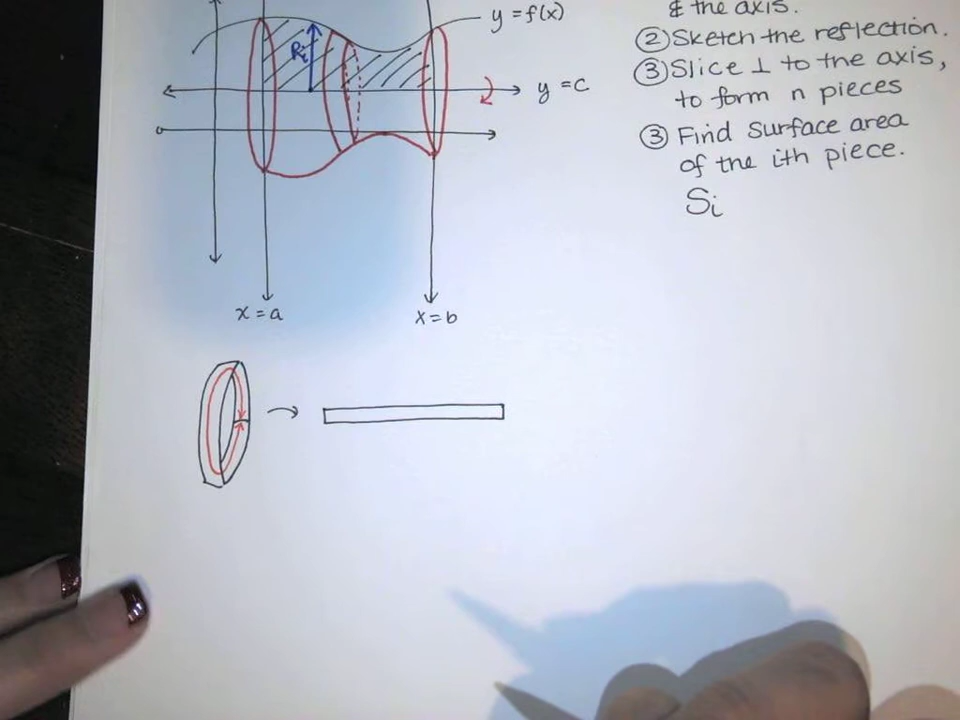 y = f(x)
Ri
y = c
x = a
x = b
& the axis.
② Sketch the reflection.
③ Slice ⊥ to the axis,
to form n pieces
③ Find surface area
of the ith piece.
Si